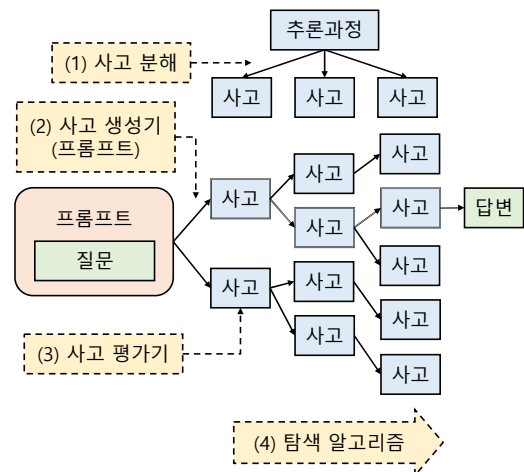 추론과정
(1) 사고 분해
사고 사고 사고
(2) 사고 생성기
(프롬프트)
사고
사고
사고
프롬프트
질문
사고
사고
사고
답변
사고
사고
사고
사고
(3) 사고 평가기
사고
사고
(4) 탐색 알고리즘